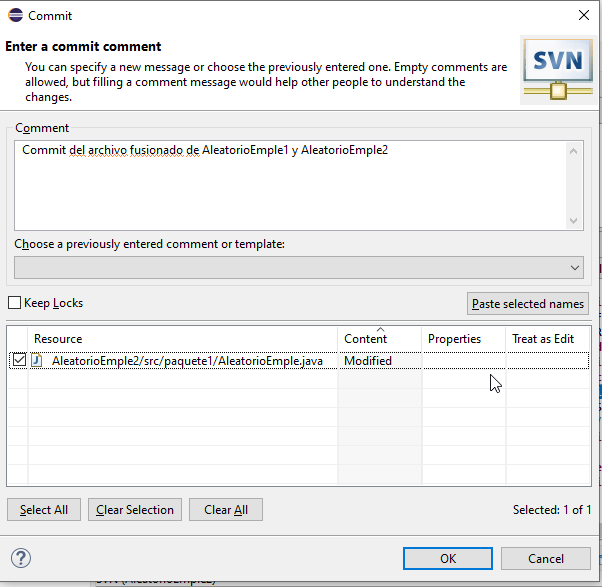 Commit
Enter a commit comment
You can specify a new message or choose the previously entered one. Empty comments are
allowed, but filling a comment message would help other people to understand the
changes.
SVN
Comment
Commit del archivo fusionado de AleatorioEmple1 y AleatorioEmple2
Choose a previously entered comment or template:
Keep Locks
Paste selected names
Resource Content Properties Treat as Edit
AleatorioEmple2/src/paquete1/AleatorioEmple.java Modified
Select All Clear Selection Clear All Selected: 1 of 1
OK Cancel